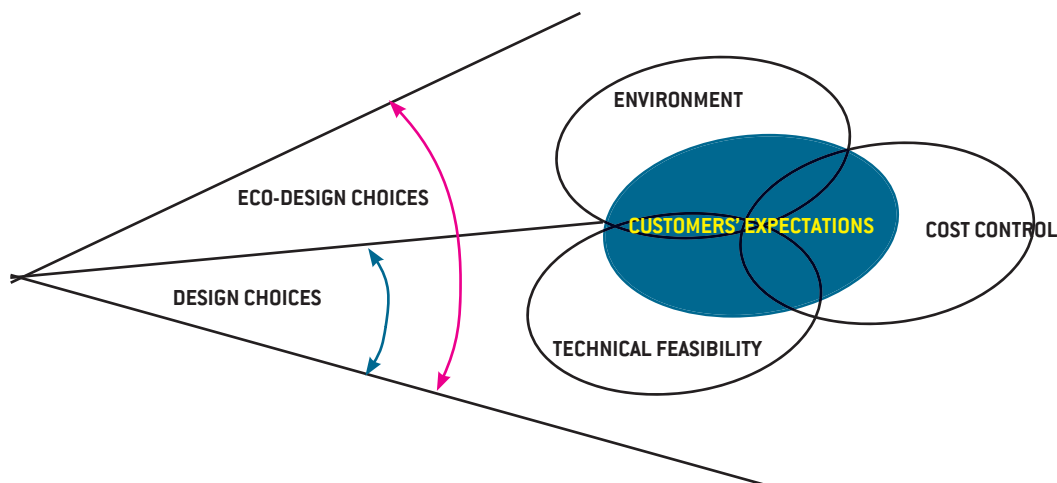 ENVIRONMENT
ECO-DESIGN CHOICES
CUSTOMERS’ EXPECTATIONS
COST CONTROL
DESIGN CHOICES
TECHNICAL FEASIBILITY